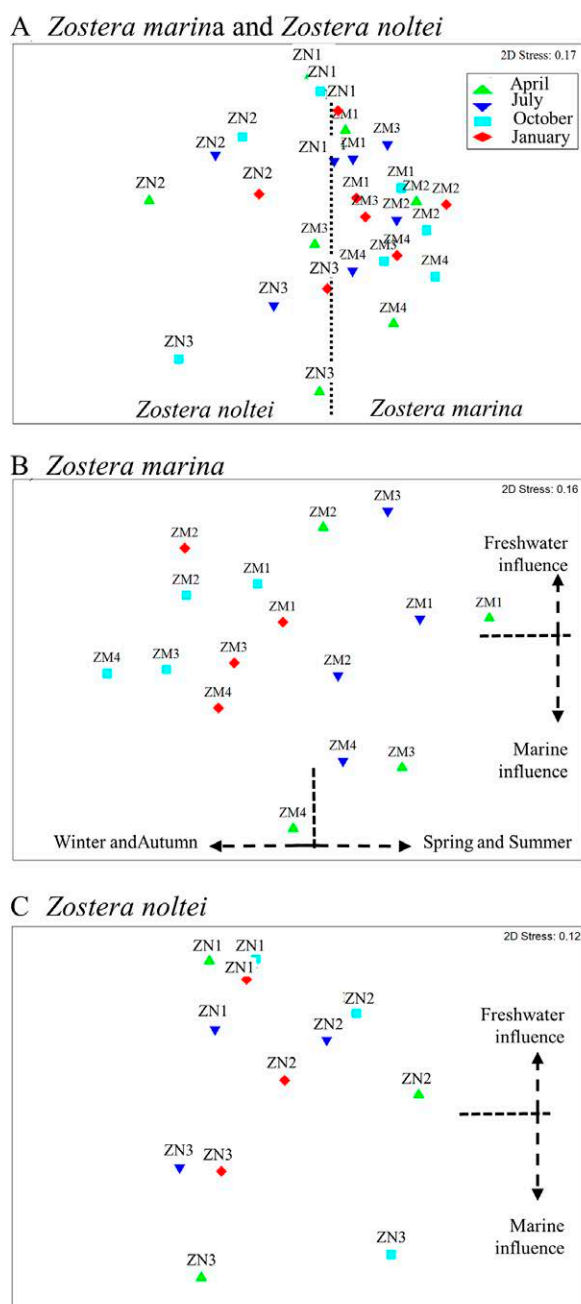 A Zostera marina and Zostera noltei
2D Stress: 0.17
April
July
October
January
ZN1
ZN1
ZN1
ZM1
ZN2
ZM3
ZN2
ZN1
ZM1
ZM1
ZN2
ZN2
ZM1
ZM3
ZM2
ZM2
ZM2
ZM2
ZM3
ZM4
ZM3
ZM4
ZM4
ZN3
ZN3
ZM4
ZN3
ZN3
Zostera noltei
Zostera marina
B Zostera marina
2D Stress: 0.16
ZM3
ZM2
ZM2
Freshwater
influence
ZM1
ZM2
ZM1
ZM1
ZM1
ZM3
ZM3
ZM4
ZM2
ZM4
Marine
influence
ZM4
ZM3
ZM4
Winter and Autumn
Spring and Summer
C Zostera noltei
2D Stress: 0.12
ZN1
ZN1
ZN1
ZN2
ZN1
ZN2
Freshwater
influence
ZN2
ZN2
ZN3
ZN3
Marine
influence
ZN3
ZN3